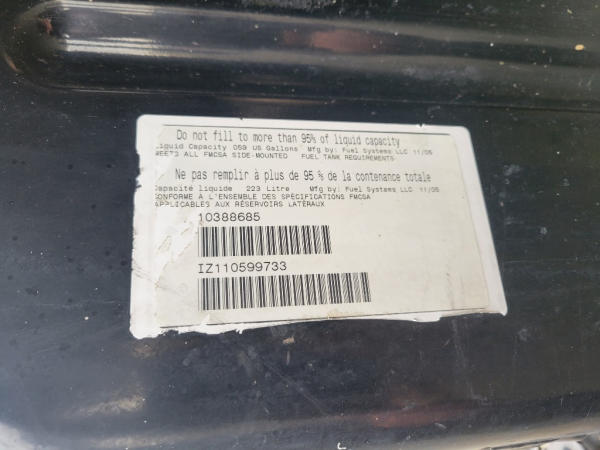 Do not fill to more than 95% of liquid capacity
Liquid Capacity 059 US Gallons Mfg by: Fuel Systems LLC 11/05
MEETS ALL FMCSA SIDE-MOUNTED FUEL TANK REQUIREMENTS
Ne pas remplir à plus de 95 % de la contenance totale
Capacité liquide 223 Litre Mfg by: Fuel Systems LLC 11/05
CONFORME À L'ENSEMBLE DES SPÉCIFICATIONS FMCSA
APPLICABLES AUX RÉSERVOIRS LATÉRAUX
10388685
IZ110599733